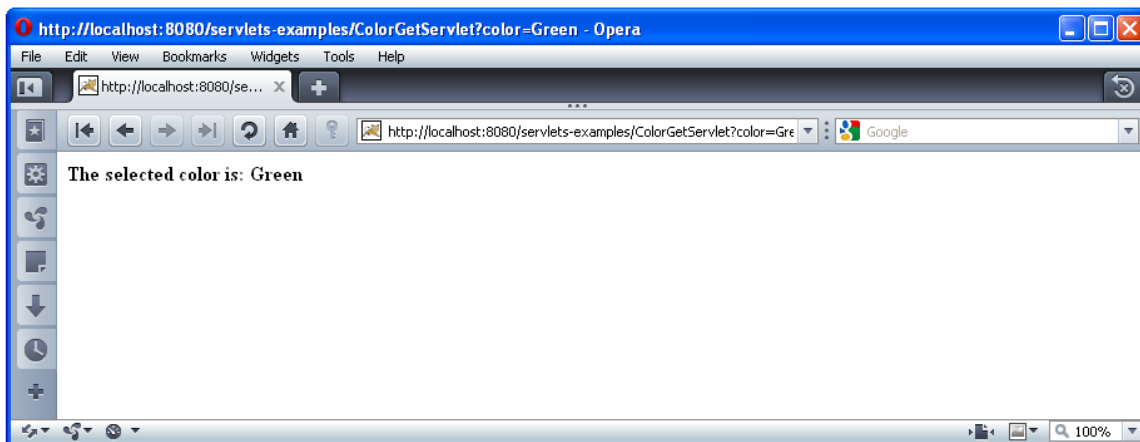 http://localhost:8080/servlets-examples/ColorGetServlet?color=Green - Opera
File Edit View Bookmarks Widgets Tools Help
http://localhost:8080/se...
http://localhost:8080/servlets-examples/ColorGetServlet?color=Gre
Google
The selected color is: Green
100%